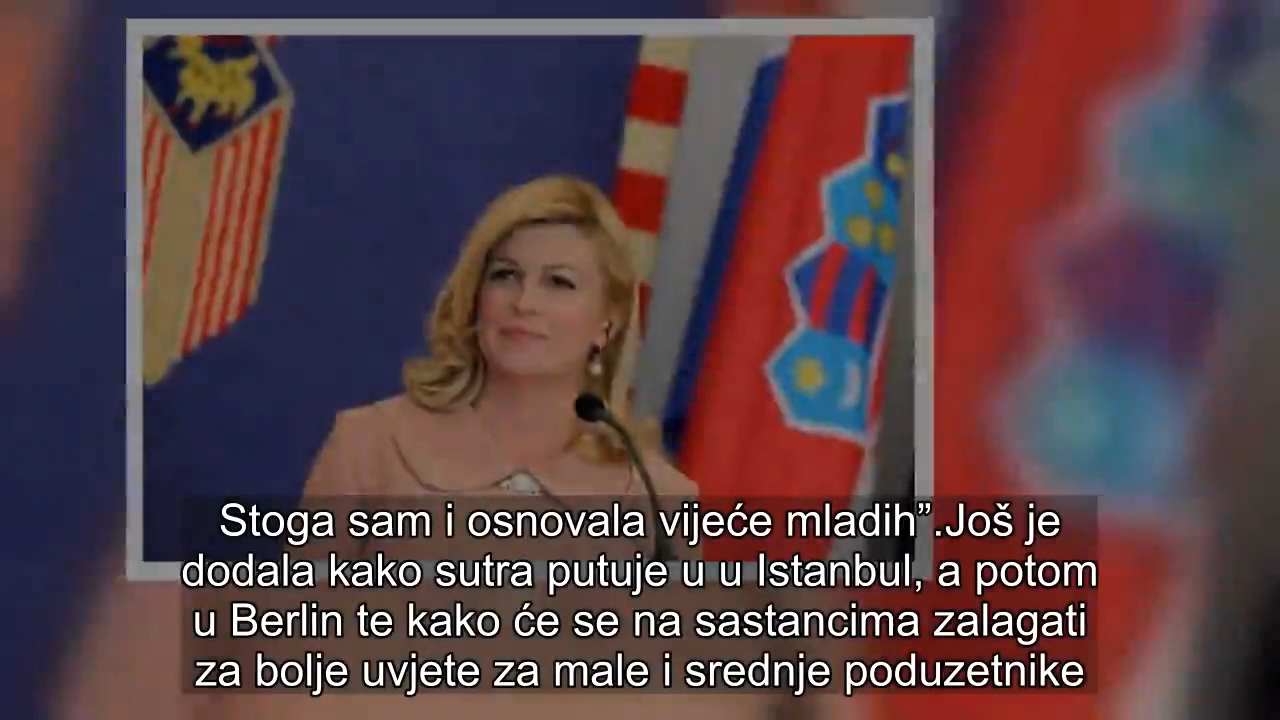 Stoga sam i osnovala vijeće mladih”.Još je
dodala kako sutra putuje u u Istanbul, a potom
u Berlin te kako će se na sastancima zalagati
za bolje uvjete za male i srednje poduzetnike